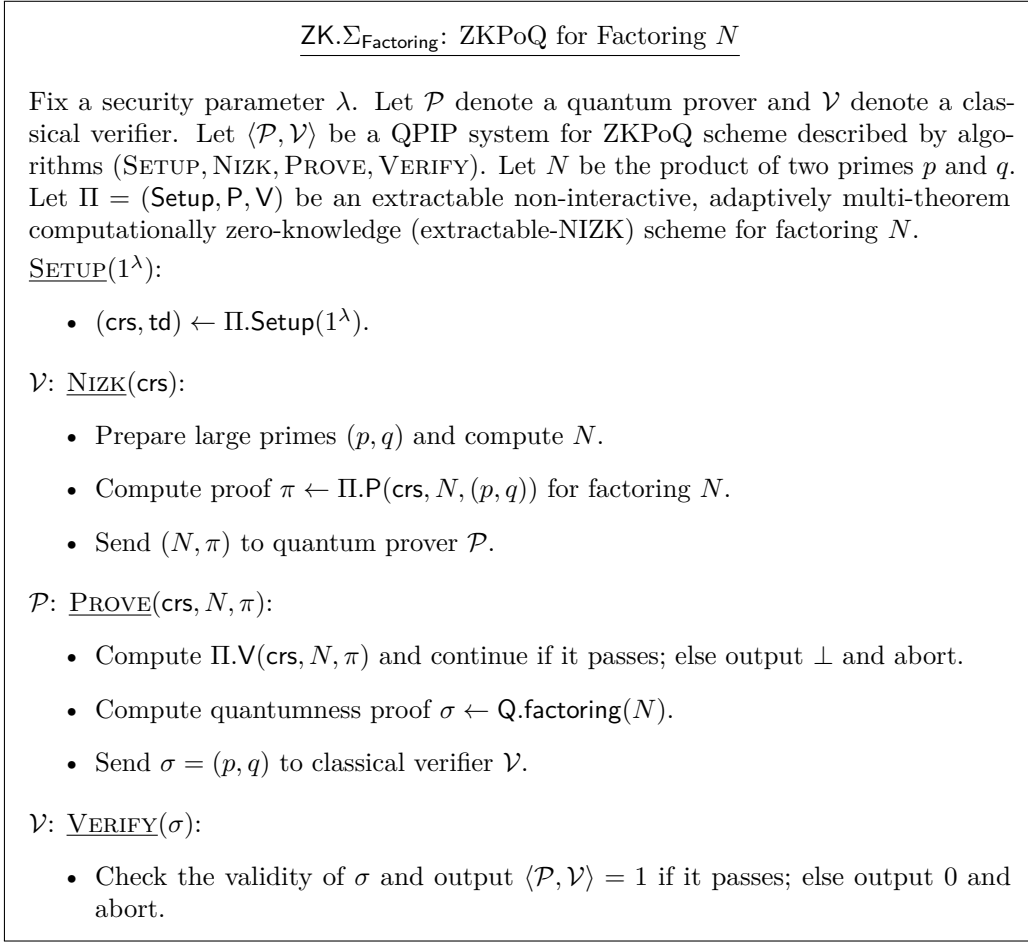 ZK.Σ_Factoring: ZKPoQ for Factoring N
Fix a security parameter λ. Let 𝒫 denote a quantum prover and 𝒱 denote a clas-
sical verifier. Let ⟨𝒫, 𝒱⟩ be a QPIP system for ZKPoQ scheme described by algo-
rithms (SETUP, NIZK, PROVE, VERIFY). Let N be the product of two primes p and q.
Let Π = (Setup, P, V) be an extractable non-interactive, adaptively multi-theorem
computationally zero-knowledge (extractable-NIZK) scheme for factoring N.
SETUP(1^λ):
• (crs, td) ← Π.Setup(1^λ).
𝒱: NIZK(crs):
• Prepare large primes (p, q) and compute N.
• Compute proof π ← Π.P(crs, N, (p, q)) for factoring N.
• Send (N, π) to quantum prover 𝒫.
𝒫: PROVE(crs, N, π):
• Compute Π.V(crs, N, π) and continue if it passes; else output ⊥ and abort.
• Compute quantumness proof σ ← Q.factoring(N).
• Send σ = (p, q) to classical verifier 𝒱.
𝒱: VERIFY(σ):
• Check the validity of σ and output ⟨𝒫, 𝒱⟩ = 1 if it passes; else output 0 and
abort.